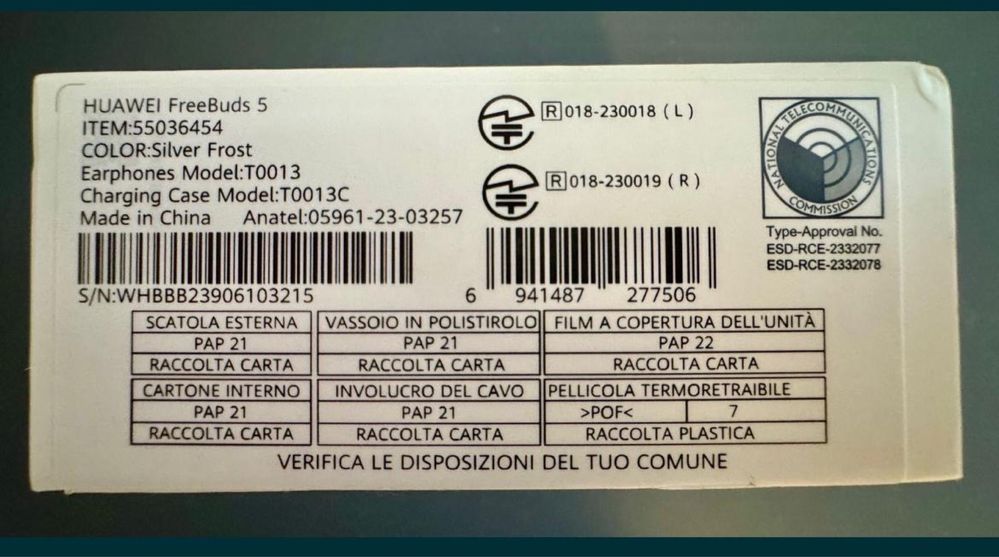 HUAWEI FreeBuds 5
ITEM:55036454
COLOR:Silver Frost
Earphones Model:T0013
Charging Case Model:T0013C
Made in China Anatel:05961-23-03257
S/N:WHBBB23906103215
R 018-230018 ( L )
R 018-230019 ( R )
6 941487 277506
NATIONAL TELECOMMUNICATIONS
COMMISSION
Type-Approval No.
ESD-RCE-2332077
ESD-RCE-2332078
SCATOLA ESTERNA VASSOIO IN POLISTIROLO FILM A COPERTURA DELL'UNITÀ
PAP 21 PAP 21 PAP 22
RACCOLTA CARTA RACCOLTA CARTA RACCOLTA CARTA
CARTONE INTERNO INVOLUCRO DEL CAVO PELLICOLA TERMORETRAIBILE
PAP 21 PAP 21 >POF< 7
RACCOLTA CARTA RACCOLTA CARTA RACCOLTA PLASTICA
VERIFICA LE DISPOSIZIONI DEL TUO COMUNE